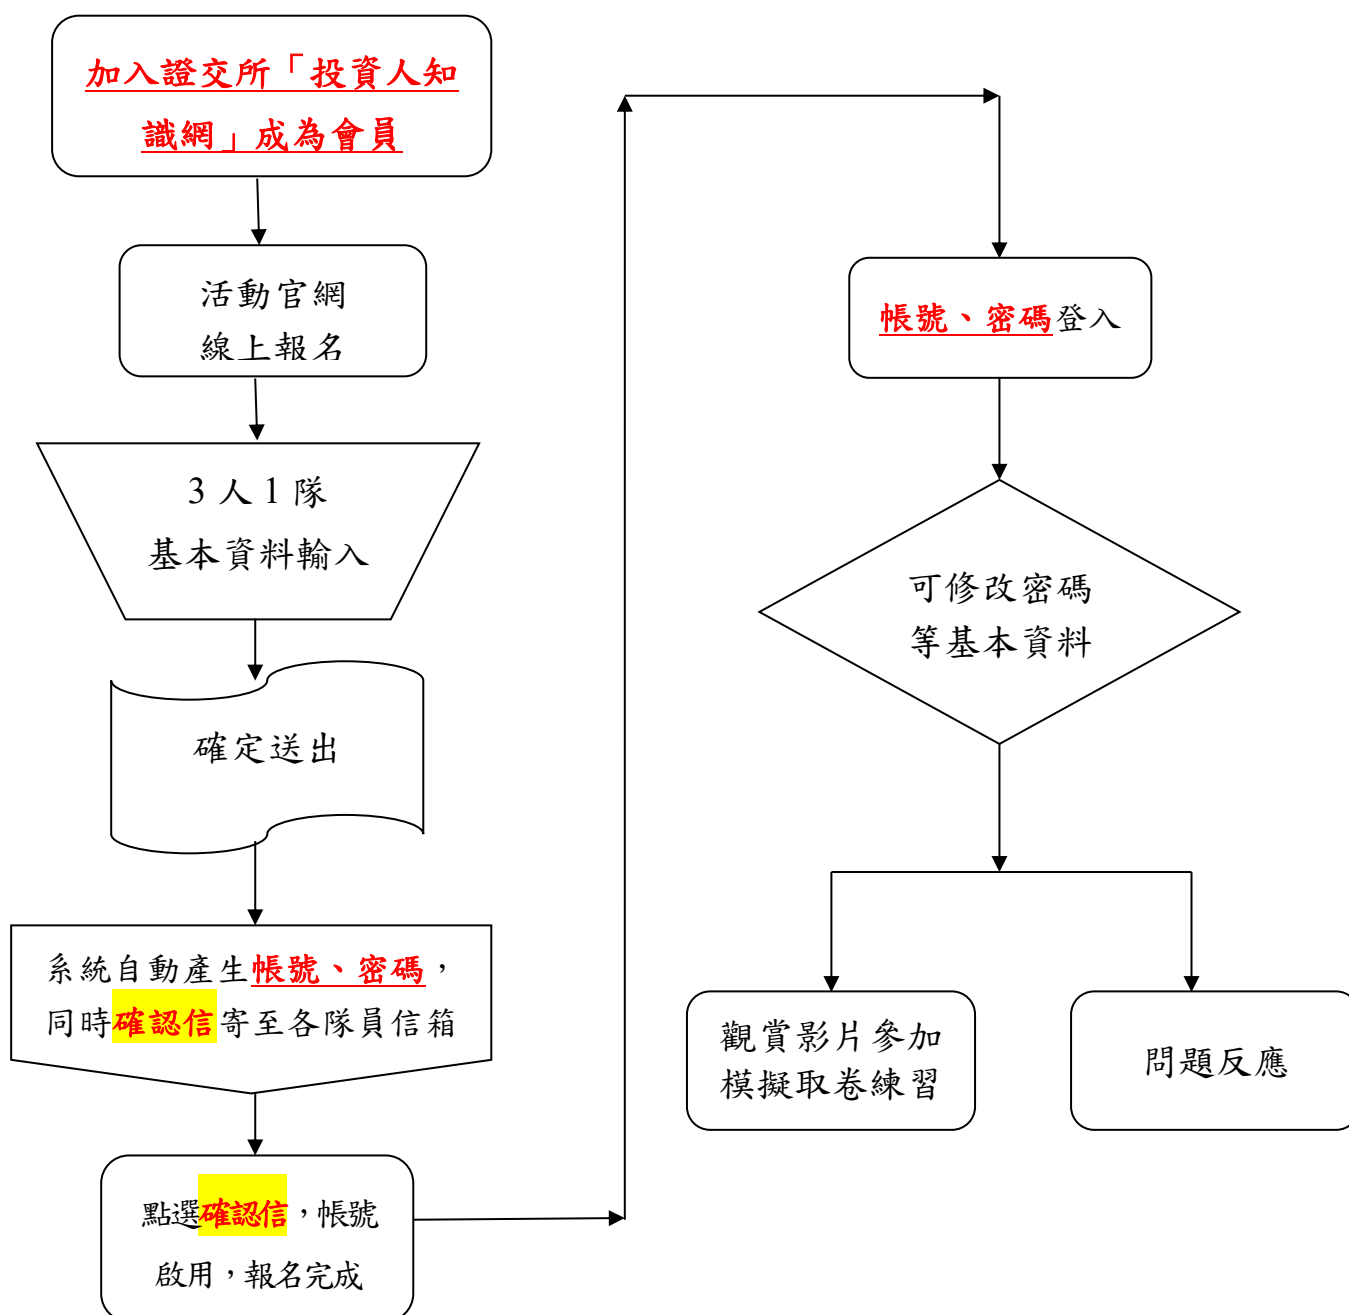 加入證交所「投資人知
識網」成為會員
活動官網
線上報名
3 人 1 隊
基本資料輸入
確定送出
系統自動產生帳號、密碼，
同時確認信寄至各隊員信箱
點選確認信，帳號
啟用，報名完成
帳號、密碼登入
可修改密碼
等基本資料
觀賞影片參加
模擬取卷練習
問題反應